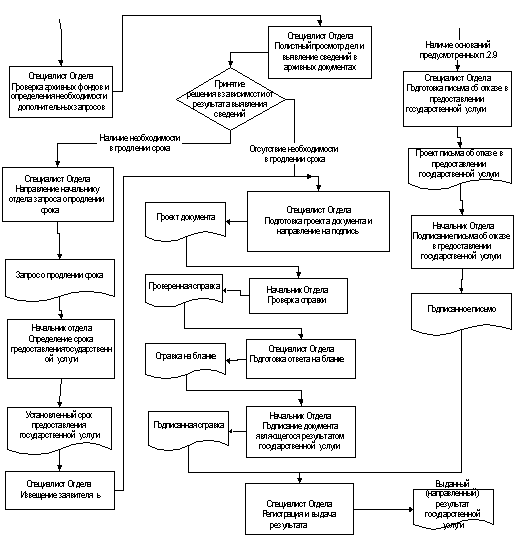 Специалист Отдела
Проверка архивных фондов и
определения необходимости
дополнительных запросов
Специалист Отдела
Полистный просмотр дел и
выявление сведений в
архивных документах
Принятие
решения в зависимости от
результата выявления
сведений
Наличие необходимости
в продлении срока
Отсутствие необходимости
в продлении срока
Специалист Отдела
Направление начальнику
отдела запроса о продлении
срока
Запрос о продлении срока
Начальник отдела
Определение срока
предоставления государственн
ой услуги
Установленный срок
предоставления
государственной услуги
Специалист Отдела
Извещение заявителя ь
Специалист Отдела
Подготовка проекта документа и
направление на подпись
Проект документа
Начальник Отдела
Проверка справки
Проверенная справка
Специалист Отдела
Подготовка ответа на бланке
Справка на бланке
Начальник Отдела
Подписание документа
являющегося результатом
государственной услуги
Подписанная справка
Специалист Отдела
Регистрация и выдача
результата
Выданный
(направленный)
результат
государственной
услуги
Наличие оснований
предусмотренных п.2.9
Специалист Отдела
Подготовка письма об отказе в
предоставлении
государственной услуги
Проект письма об отказе в
предоставлении
государственной услуги
Начальник Отдела
Подписание письма об отказе
в предоставлении
государственной услуги
Подписанное письмо